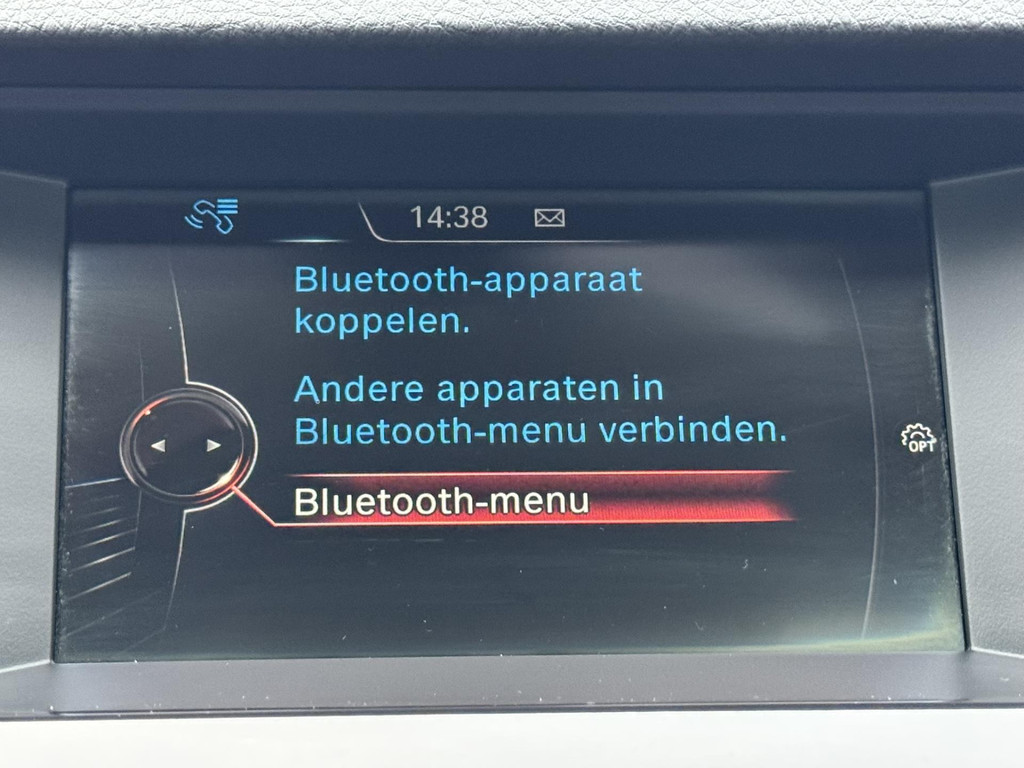 14:38
Bluetooth-apparaat
koppelen.
Andere apparaten in
Bluetooth-menu verbinden.
OPT
Bluetooth-menu